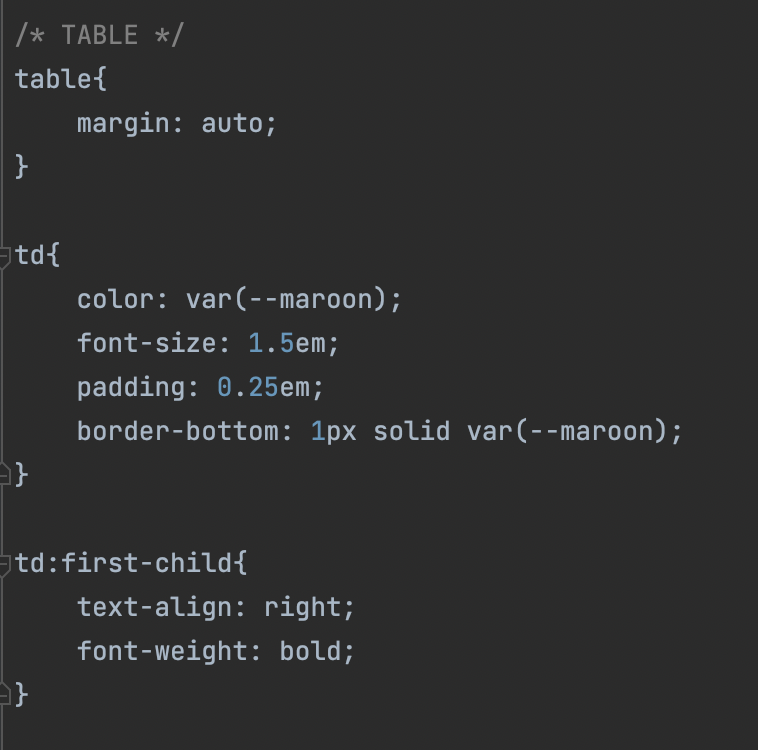 /* TABLE */
table{
    margin: auto;
}

td{
    color: var(--maroon);
    font-size: 1.5em;
    padding: 0.25em;
    border-bottom: 1px solid var(--maroon);
}

td:first-child{
    text-align: right;
    font-weight: bold;
}